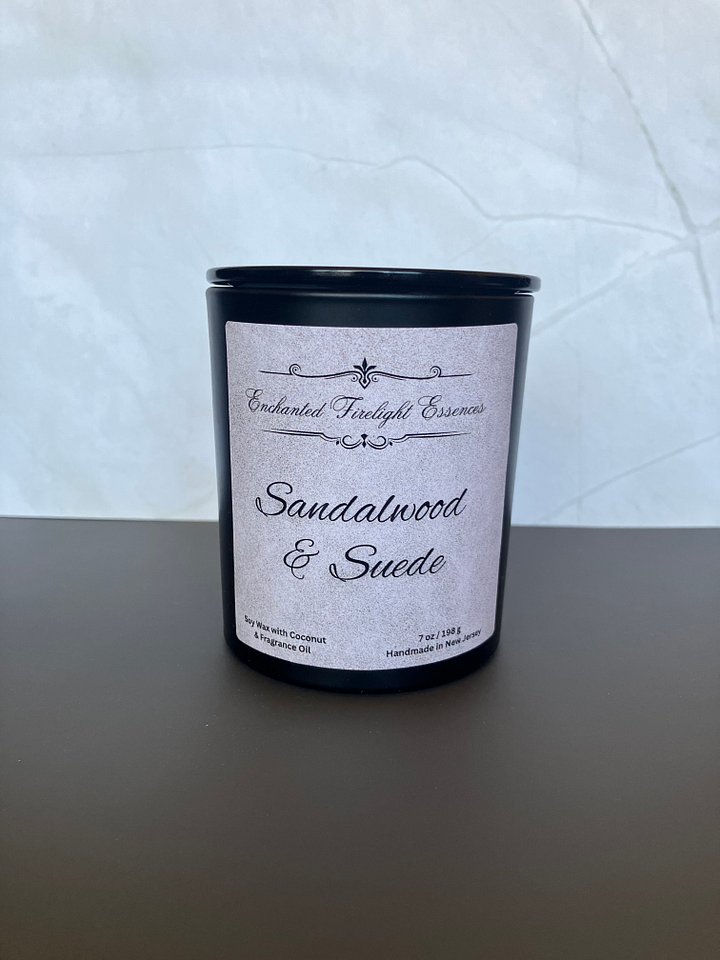 Enchanted Firelight Essences
Sandalwood
& Suede
Soy Wax with Coconut
& Fragrance Oil
7 oz / 198 g
Handmade in New Jersey